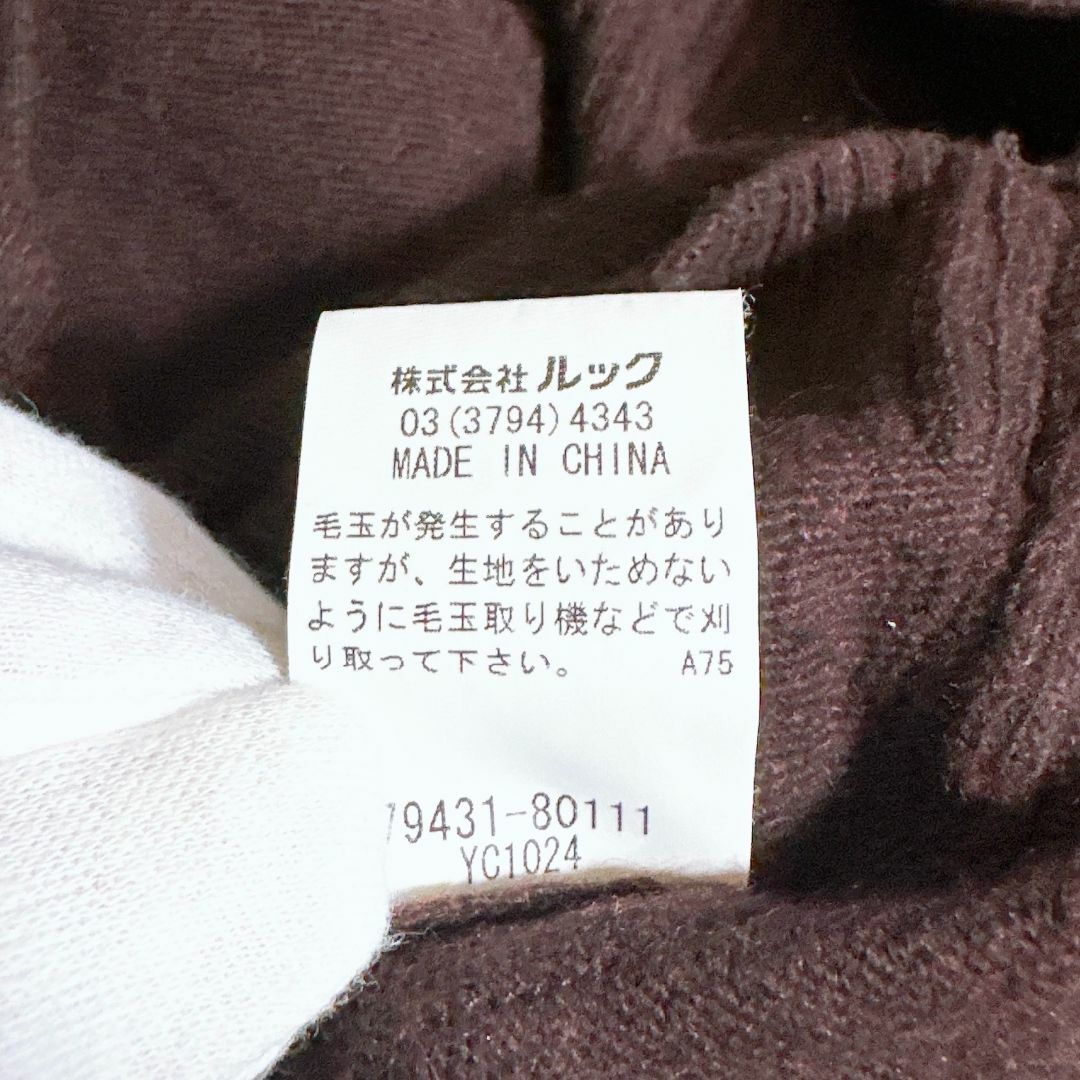 株式会社 ルック
03(3794)4343
MADE IN CHINA
毛玉が発生することがあり
ますが、生地をいためない
ように毛玉取り機などで刈
り取って下さい。 A75
79431-80111
YC1024